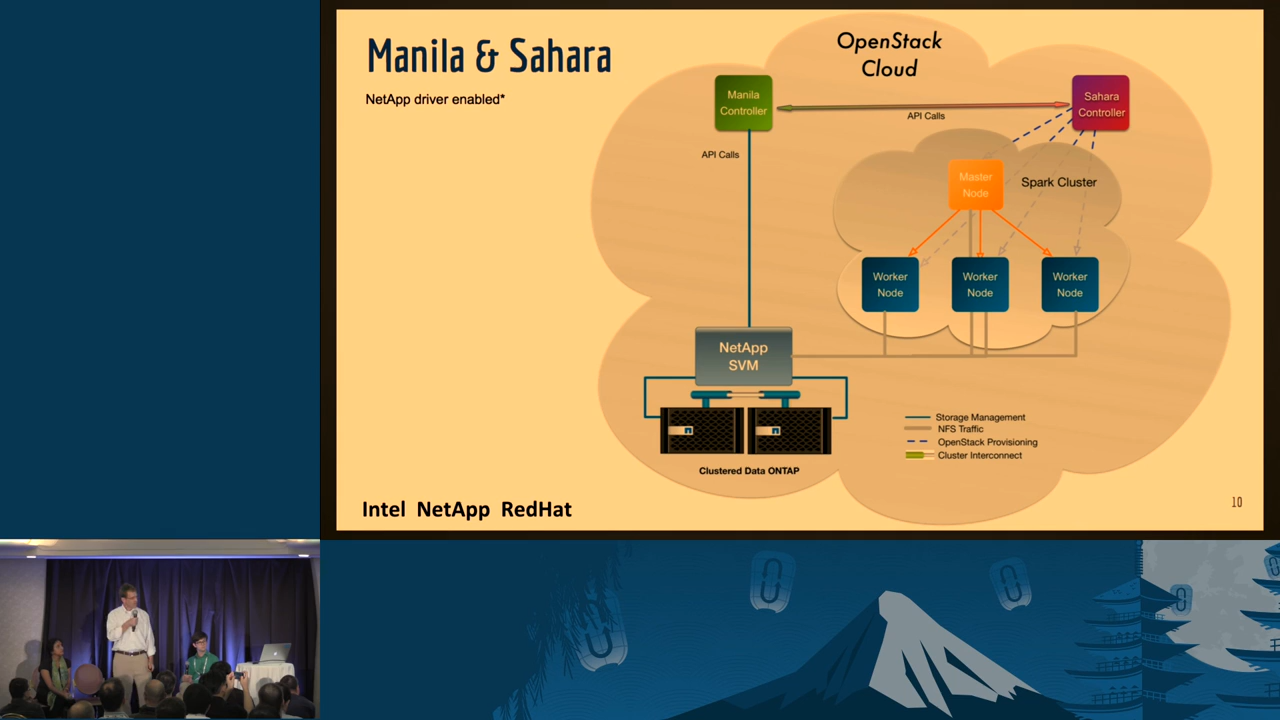 Manila & Sahara
NetApp driver enabled*
OpenStack
Cloud
Manila
Controller
API Calls
Sahara
Controller
API Calls
Master
Node
Spark Cluster
Worker
Node
Worker
Node
Worker
Node
NetApp
SVM
Storage Management
NFS Traffic
OpenStack Provisioning
Cluster Interconnect
Clustered Data ONTAP
Intel NetApp RedHat
10